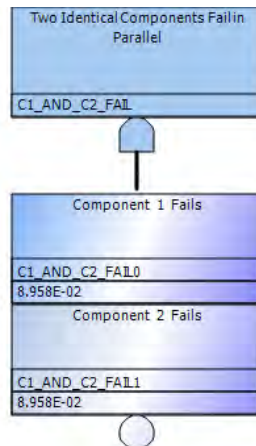 Two Identical Components Fail in
Parallel
C1_AND_C2_FAIL
Component 1 Fails
C1_AND_C2_FAIL0
8.958E-02
Component 2 Fails
C1_AND_C2_FAIL1
8.958E-02